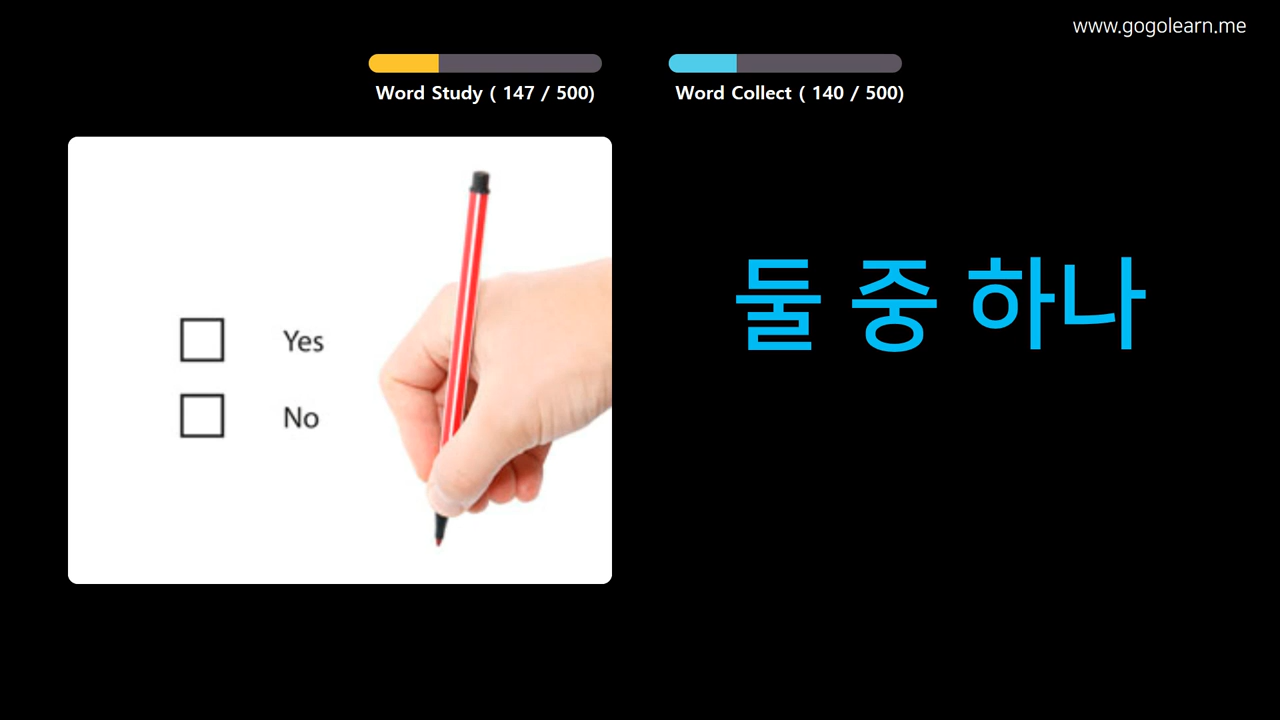 www.gogolearn.me
Word Study ( 147 / 500)
Word Collect ( 140 / 500)
둘 중 하나
Yes
No